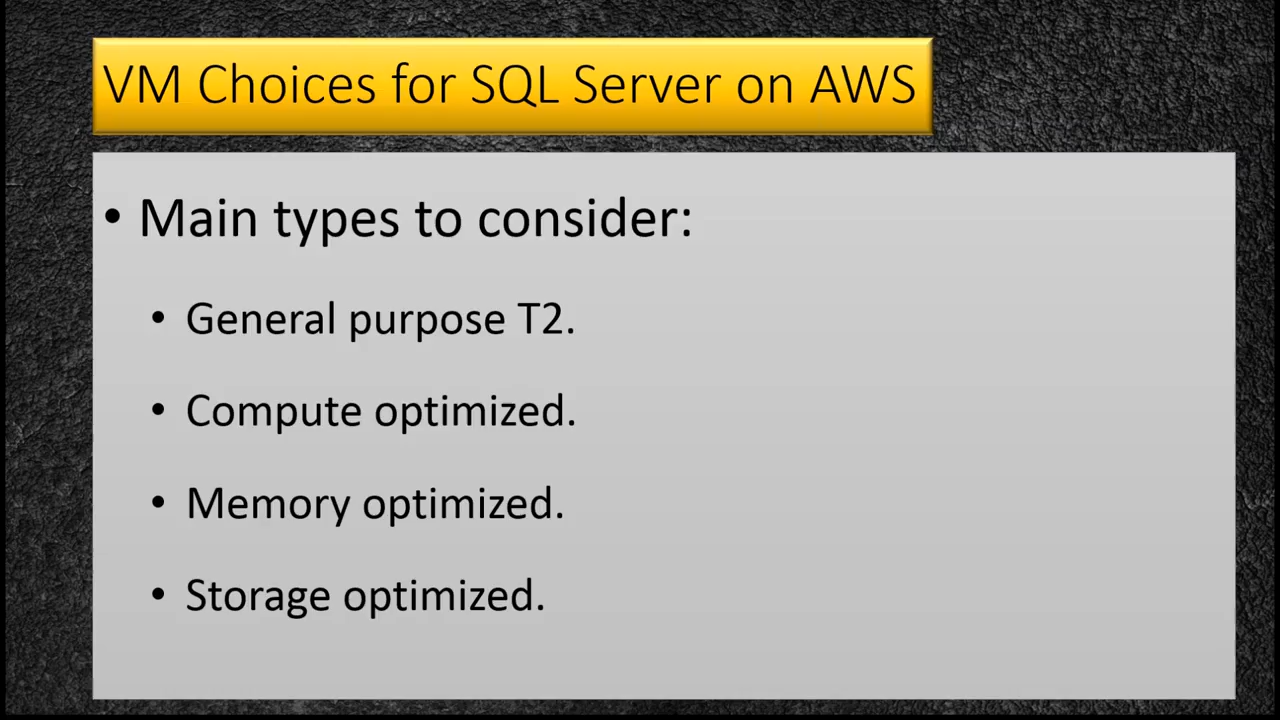 VM Choices for SQL Server on AWS
• Main types to consider:
• General purpose T2.
• Compute optimized.
• Memory optimized.
• Storage optimized.